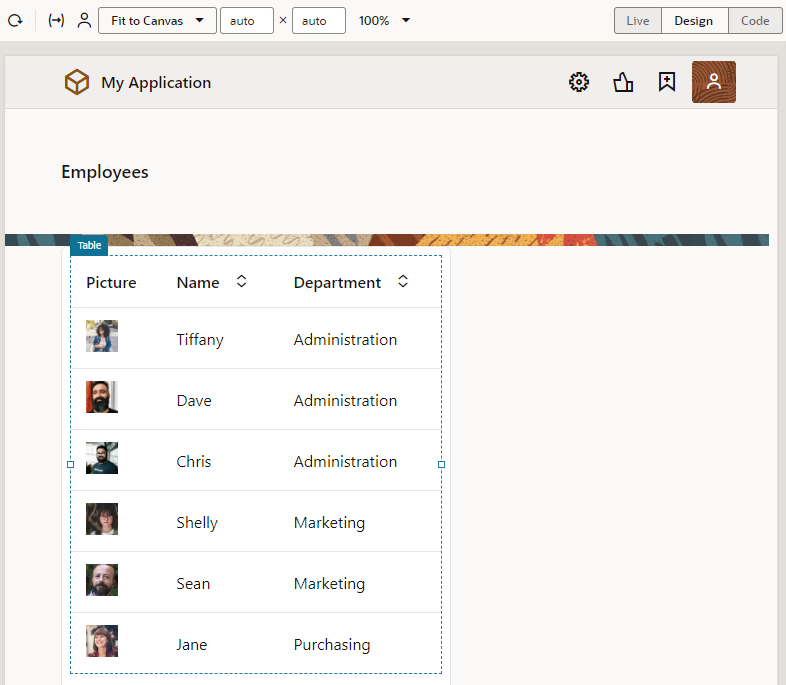 Fit to Canvas auto × auto 100% Live Design Code
My Application
Employees
Table
Picture Name Department
Tiffany Administration
Dave Administration
Chris Administration
Shelly Marketing
Sean Marketing
Jane Purchasing